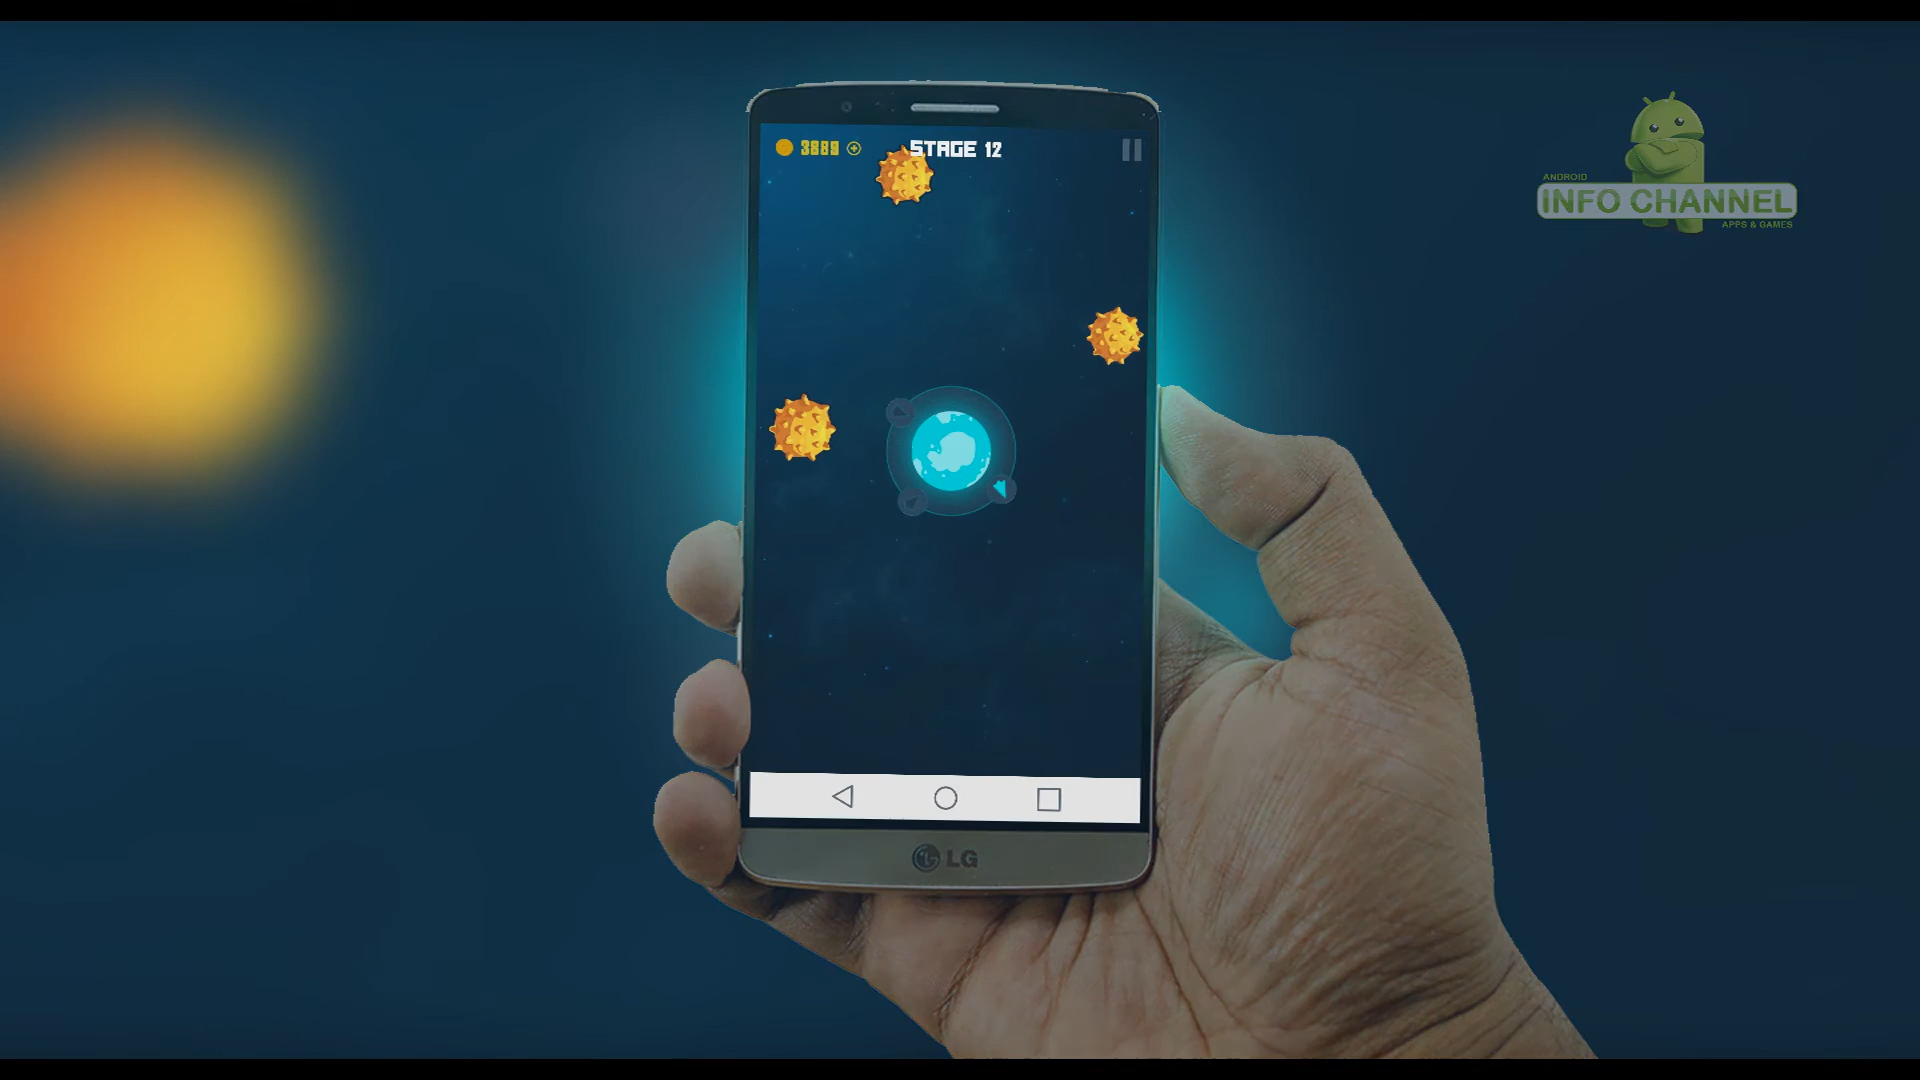 3889
STAGE 12
ANDROID
INFO CHANNEL
APPS & GAMES
LG